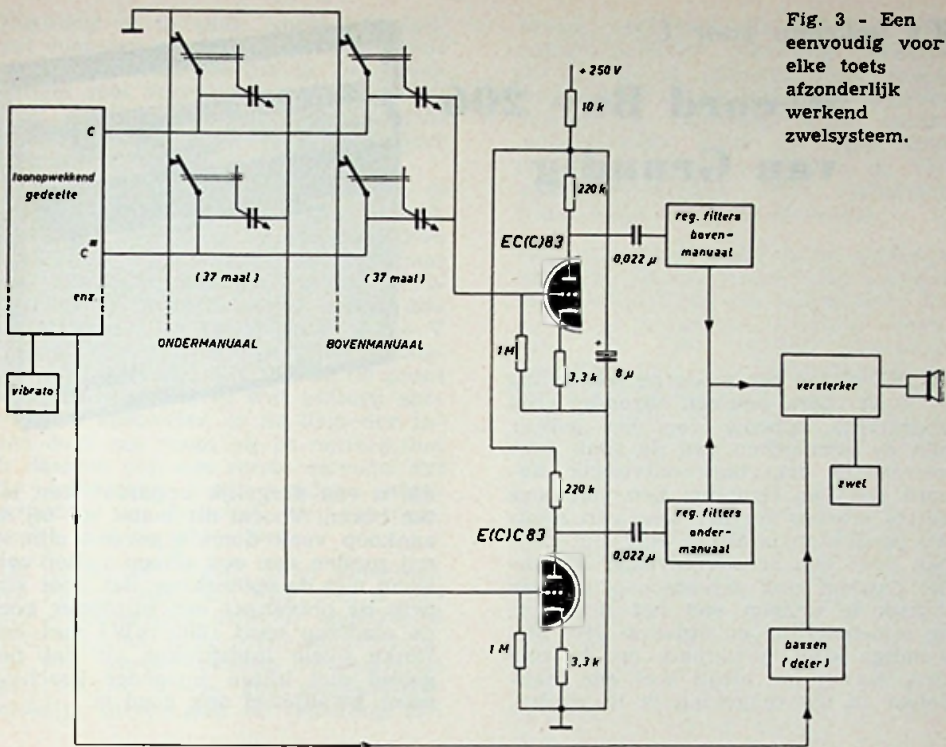 Fig. 3 - Een
eenvoudig voor
elke toets
afzonderlijk
werkend
zwelsysteem.
+ 250 V
10 k
220 k
EC(C)83
0,022 µ
reg. filters
boven-
manuaal
1 M
3,3 k
+
8 µ
toonopwekkend
gedeelte
c
c#
enz.
(37 maal)
(37 maal)
ONDERMANUAAL
BOVENMANUAAL
vibrato
versterker
zwel
220 k
E(C)C83
0,022 µ
reg. filters
onder-
manuaal
1 M
3,3 k
bassen
(deler)